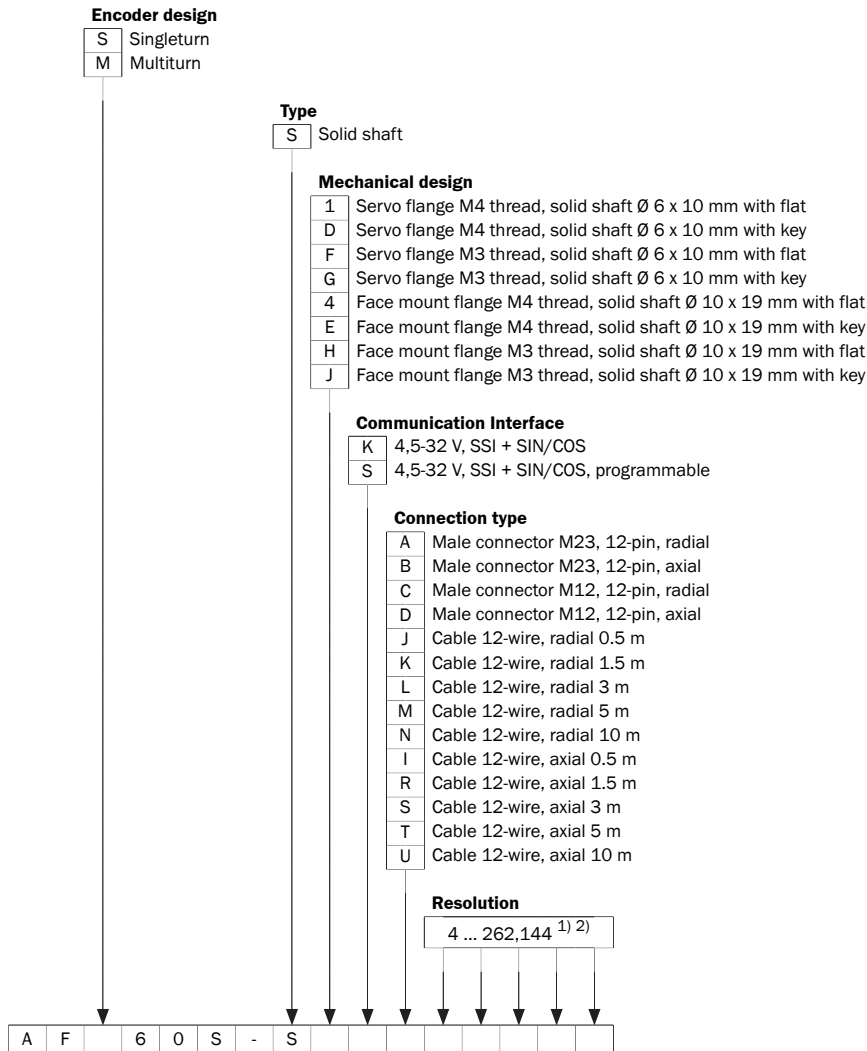 Encoder design
S Singleturn
M Multiturn
Type
S Solid shaft
Mechanical design
1 Servo flange M4 thread, solid shaft Ø 6 x 10 mm with flat
D Servo flange M4 thread, solid shaft Ø 6 x 10 mm with key
F Servo flange M3 thread, solid shaft Ø 6 x 10 mm with flat
G Servo flange M3 thread, solid shaft Ø 6 x 10 mm with key
4 Face mount flange M4 thread, solid shaft Ø 10 x 19 mm with flat
E Face mount flange M4 thread, solid shaft Ø 10 x 19 mm with key
H Face mount flange M3 thread, solid shaft Ø 10 x 19 mm with flat
J Face mount flange M3 thread, solid shaft Ø 10 x 19 mm with key
Communication Interface
K 4,5-32 V, SSI + SIN/COS
S 4,5-32 V, SSI + SIN/COS, programmable
Connection type
A Male connector M23, 12-pin, radial
B Male connector M23, 12-pin, axial
C Male connector M12, 12-pin, radial
D Male connector M12, 12-pin, axial
J Cable 12-wire, radial 0.5 m
K Cable 12-wire, radial 1.5 m
L Cable 12-wire, radial 3 m
M Cable 12-wire, radial 5 m
N Cable 12-wire, radial 10 m
I Cable 12-wire, axial 0.5 m
R Cable 12-wire, axial 1.5 m
S Cable 12-wire, axial 3 m
T Cable 12-wire, axial 5 m
U Cable 12-wire, axial 10 m
Resolution
4 ... 262,144 1) 2)
A F 6 0 S - S